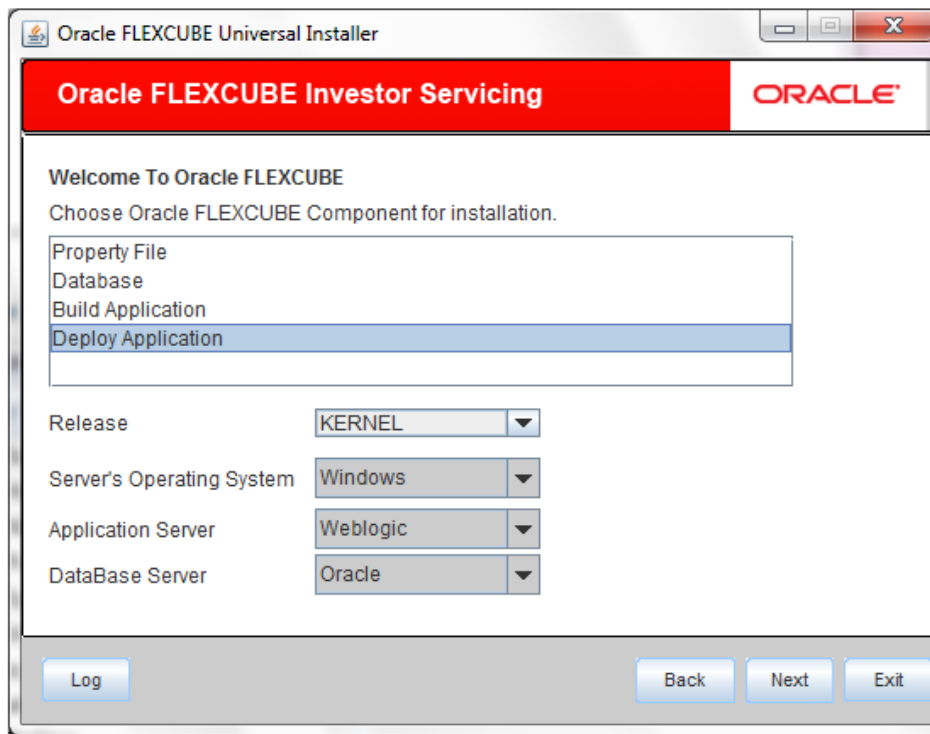 Oracle FLEXCUBE Universal Installer
Oracle FLEXCUBE Investor Servicing
ORACLE
Welcome To Oracle FLEXCUBE
Choose Oracle FLEXCUBE Component for installation.
Property File
Database
Build Application
Deploy Application
Release KERNEL
Server's Operating System Windows
Application Server Weblogic
DataBase Server Oracle
Log Back Next Exit